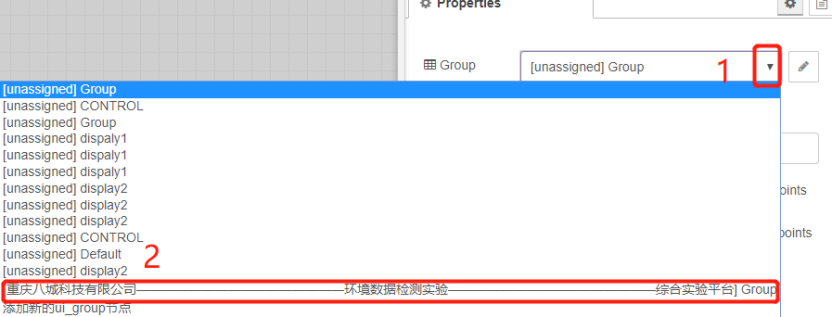 Properties
Group
[unassigned] Group
1
[unassigned] Group
[unassigned] CONTROL
[unassigned] Group
[unassigned] dispaly1
[unassigned] dispaly1
[unassigned] dispaly1
[unassigned] display2
[unassigned] display2
[unassigned] display2
[unassigned] CONTROL
[unassigned] Default
2
[unassigned] display2
[重庆八城科技有限公司————————————————环境数据检测实验————————————————综合实验平台] Group
添加新的ui_group节点
points
points